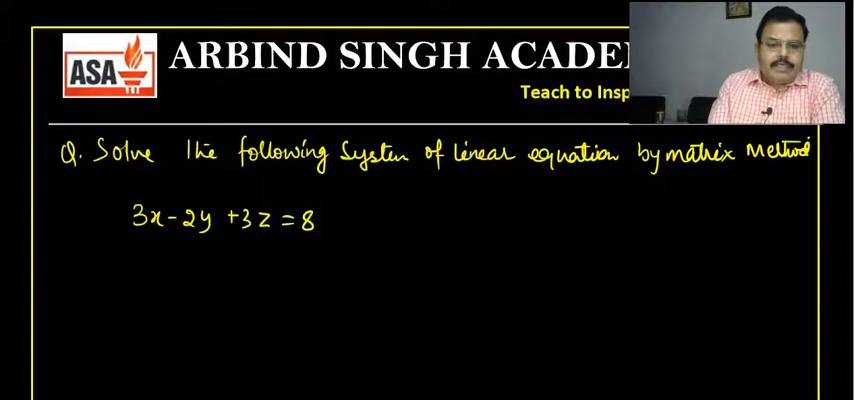 ASA
ARBIND SINGH ACADE
Teach to Insp
Q. Solve the following System of linear equation by matrix Method
3x - 2y + 3z = 8